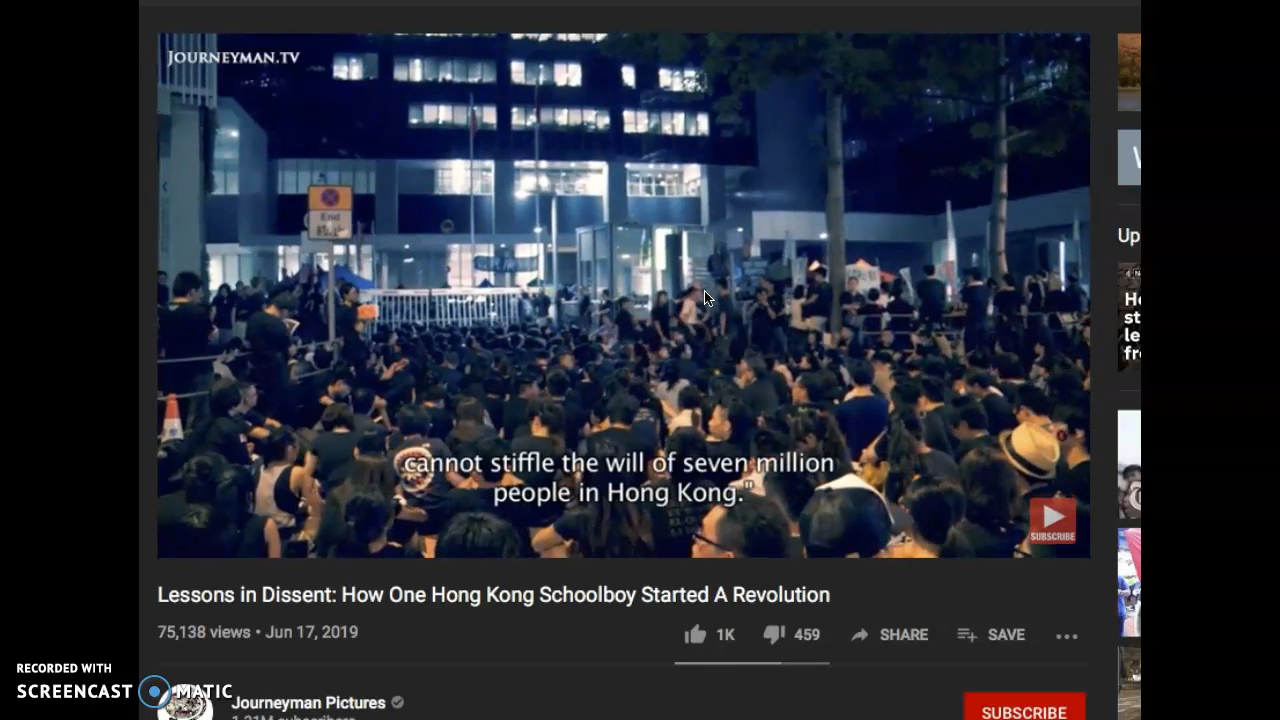 JOURNEYMAN.TV
End
cannot stiffle the will of seven million
people in Hong Kong."
SUBSCRIBE
Up
Lessons in Dissent: How One Hong Kong Schoolboy Started A Revolution
75,138 views • Jun 17, 2019
1K
459
SHARE
SAVE
RECORDED WITH
SCREENCAST MATIC
Journeyman Pictures
SUBSCRIBE